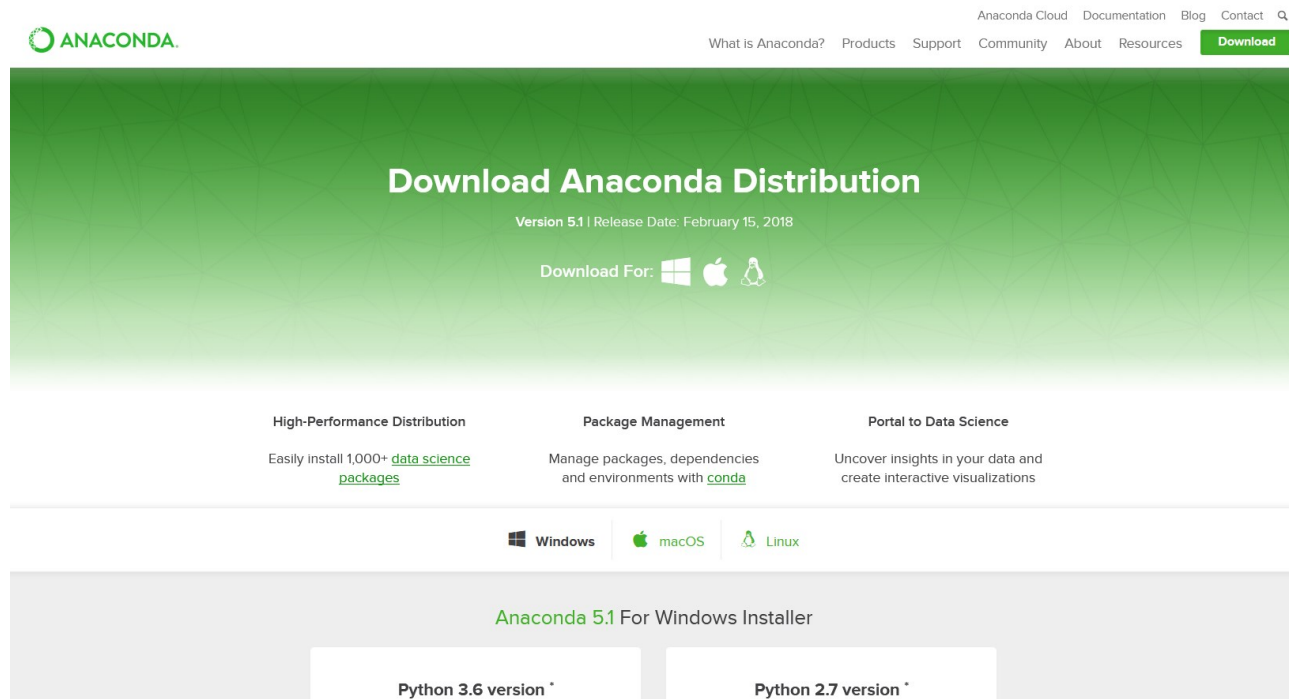 Anaconda Cloud Documentation Blog Contact
ANACONDA.
What is Anaconda? Products Support Community About Resources Download
Download Anaconda Distribution
Version 5.1 | Release Date: February 15, 2018
Download For:
High-Performance Distribution
Easily install 1,000+ data science
packages
Package Management
Manage packages, dependencies
and environments with conda
Portal to Data Science
Uncover insights in your data and
create interactive visualizations
Windows macOS Linux
Anaconda 5.1 For Windows Installer
Python 3.6 version *
Python 2.7 version *